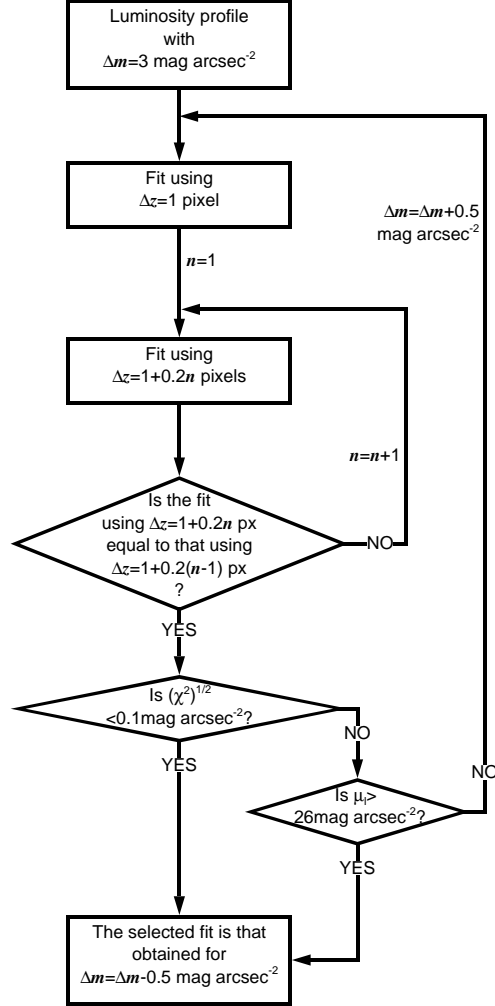 Luminosity profile
with
Δm=3 mag arcsec⁻²
Fit using
Δz=1 pixel
Δm=Δm+0.5
mag arcsec⁻²
n=1
Fit using
Δz=1+0.2n pixels
n=n+1
Is the fit
using Δz=1+0.2n px
equal to that using
Δz=1+0.2(n-1) px
?
NO
YES
Is (χ²)¹/²
<0.1mag arcsec⁻²?
NO
YES
NO
Is μₗ>
26mag arcsec⁻²?
YES
The selected fit is that
obtained for
Δm=Δm-0.5 mag arcsec⁻²